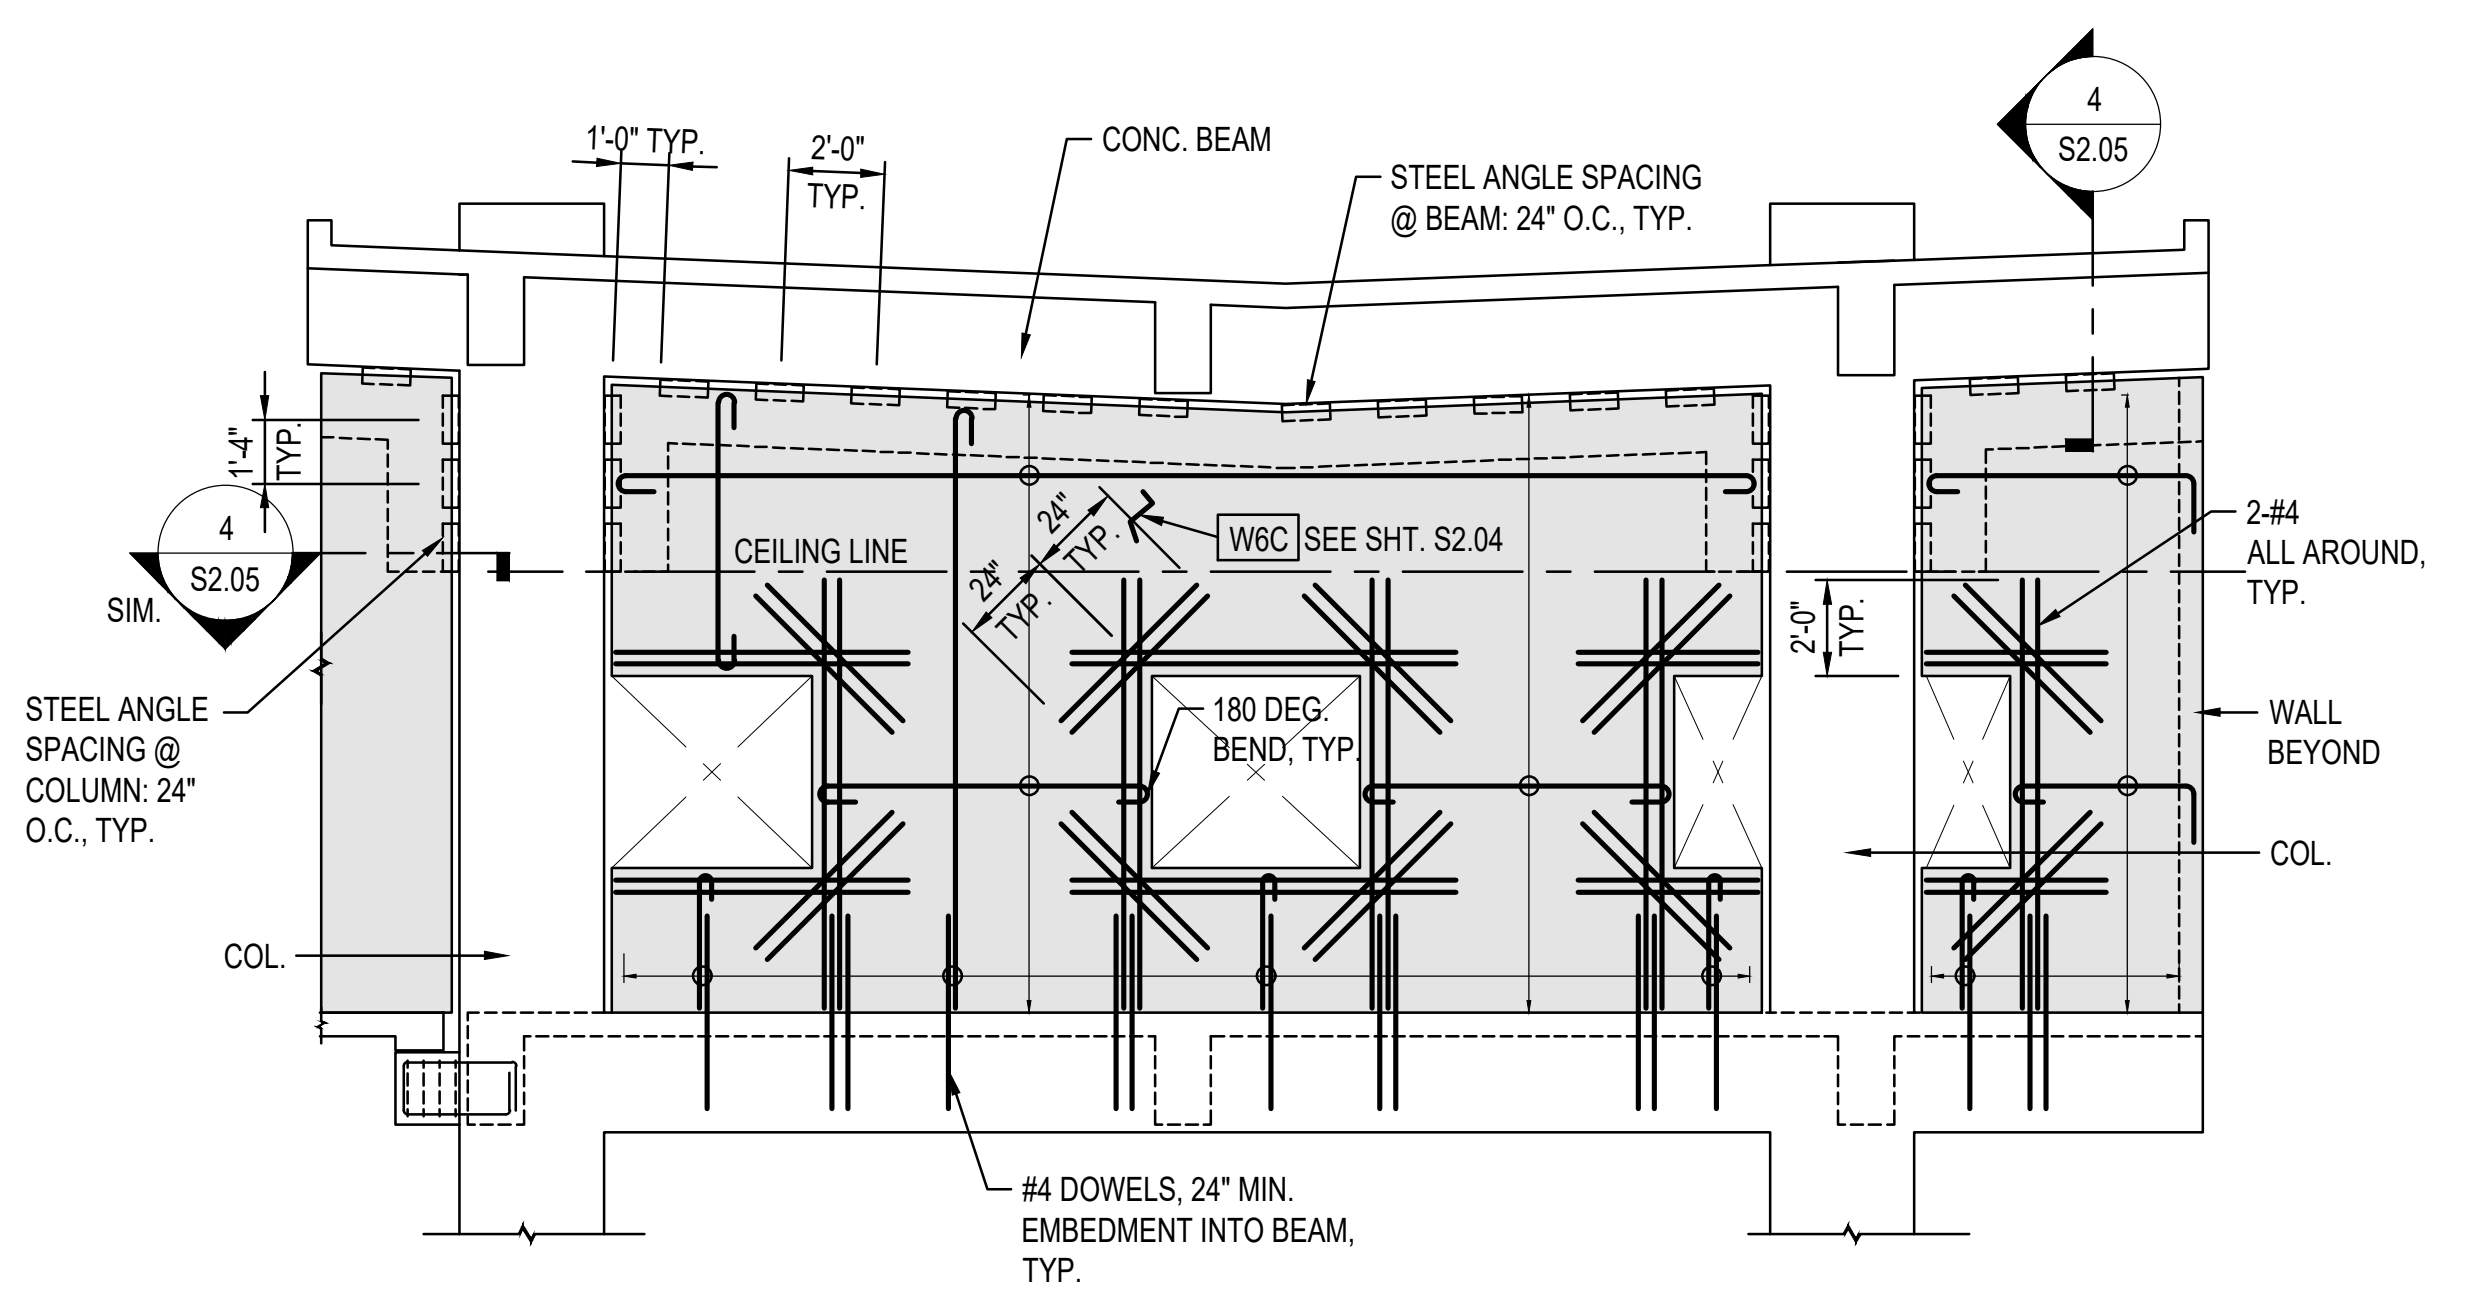 1'-0" TYP.
2'-0"
TYP.
CONC. BEAM
STEEL ANGLE SPACING
@ BEAM: 24" O.C., TYP.
4
S2.05
1'-4"
TYP.
4
S2.05
SIM.
CEILING LINE
24"
TYP.
24"
TYP.
W6C SEE SHT. S2.04
2-#4
ALL AROUND,
TYP.
2'-0"
TYP.
STEEL ANGLE
SPACING @
COLUMN: 24"
O.C., TYP.
180 DEG.
BEND, TYP.
WALL
BEYOND
COL.
COL.
#4 DOWELS, 24" MIN.
EMBEDMENT INTO BEAM,
TYP.